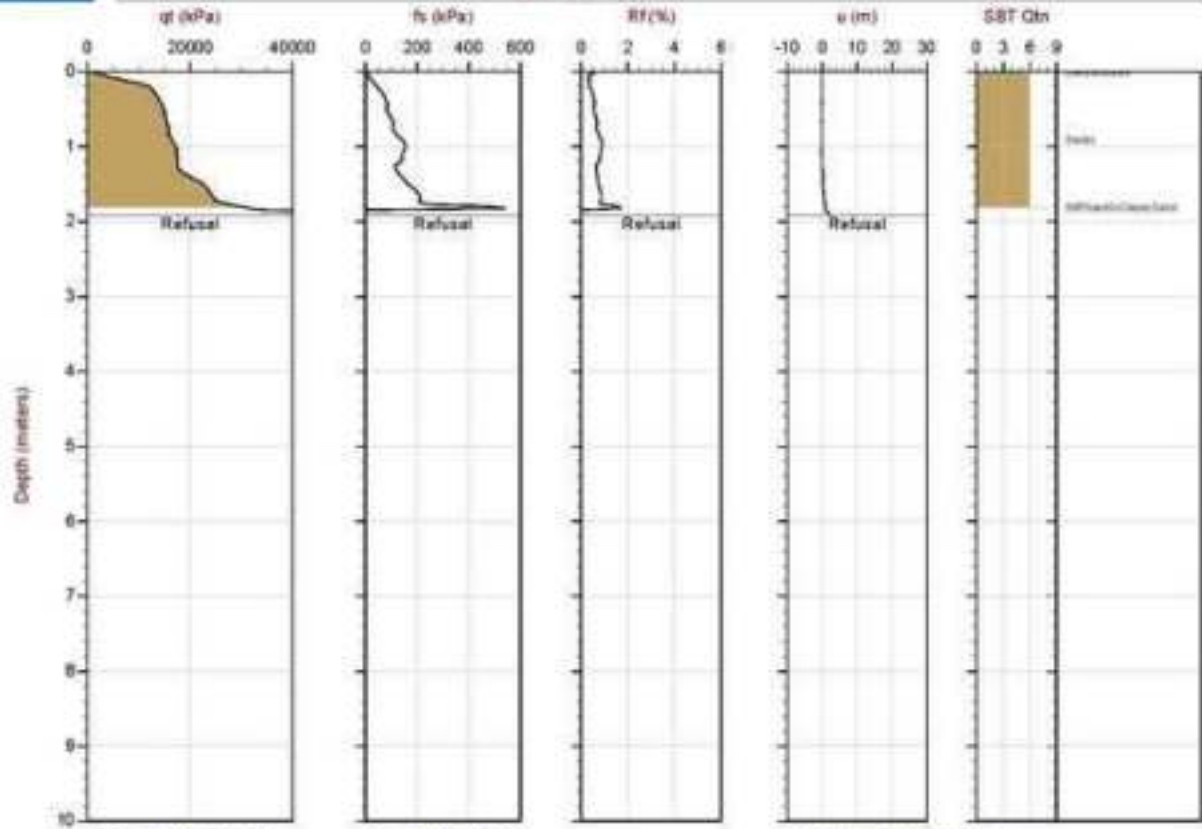 qt (kPa) fs (kPa) Rf (%) u (m) SBT Qtn
0 20000 40000 0 200 400 600 0 2 4 6 -10 0 10 20 30 0 3 6 9
0
1
2
Refusal Refusal Refusal Refusal
3
4
5
6
7
8
9
10
Depth (meters)